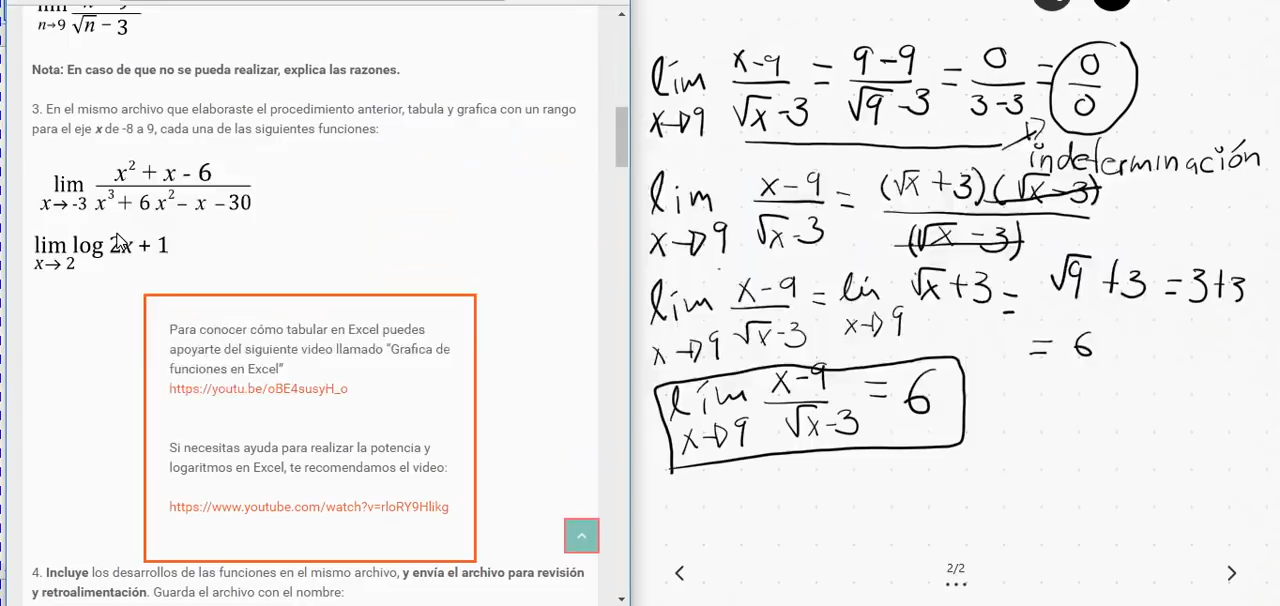 n→9 √n - 3
Nota: En caso de que no se pueda realizar, explica las razones.
3. En el mismo archivo que elaboraste el procedimiento anterior, tabula y grafica con un rango
para el eje x de -8 a 9, cada una de las siguientes funciones:
lim x→ -3 (x² + x - 6)/(x³ + 6 x² - x - 30)
lim x→ 2 log 2x + 1
Para conocer cómo tabular en Excel puedes
apoyarte del siguiente video llamado "Grafica de
funciones en Excel"
https://youtu.be/oBE4susyH_o
Si necesitas ayuda para realizar la potencia y
logaritmos en Excel, te recomendamos el video:
https://www.youtube.com/watch?v=rloRY9Hlikg
4. Incluye los desarrollos de las funciones en el mismo archivo, y envía el archivo para revisión
y retroalimentación. Guarda el archivo con el nombre:
lím x→9 (x-9)/(√x-3) = (9-9)/(√9-3) = 0/(3-3) = 0/0
indeterminación
lím x→9 (x-9)/(√x-3) = (√x+3)(√x-3)/(√x-3)
lím x→9 (x-9)/(√x-3) = lím x→9 √x+3 = √9+3 = 3+3
= 6
lím x→9 (x-9)/(√x-3) = 6
2/2